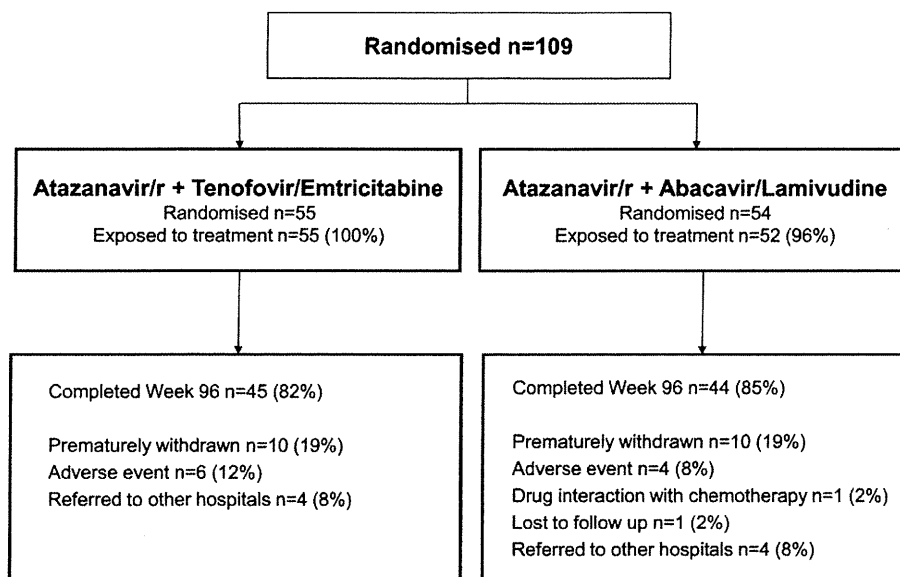 Randomised n=109
Atazanavir/r + Tenofovir/Emtricitabine
Randomised n=55
Exposed to treatment n=55 (100%)
Atazanavir/r + Abacavir/Lamivudine
Randomised n=54
Exposed to treatment n=52 (96%)
Completed Week 96 n=45 (82%)
Prematurely withdrawn n=10 (19%)
Adverse event n=6 (12%)
Referred to other hospitals n=4 (8%)
Completed Week 96 n=44 (85%)
Prematurely withdrawn n=10 (19%)
Adverse event n=4 (8%)
Drug interaction with chemotherapy n=1 (2%)
Lost to follow up n=1 (2%)
Referred to other hospitals n=4 (8%)